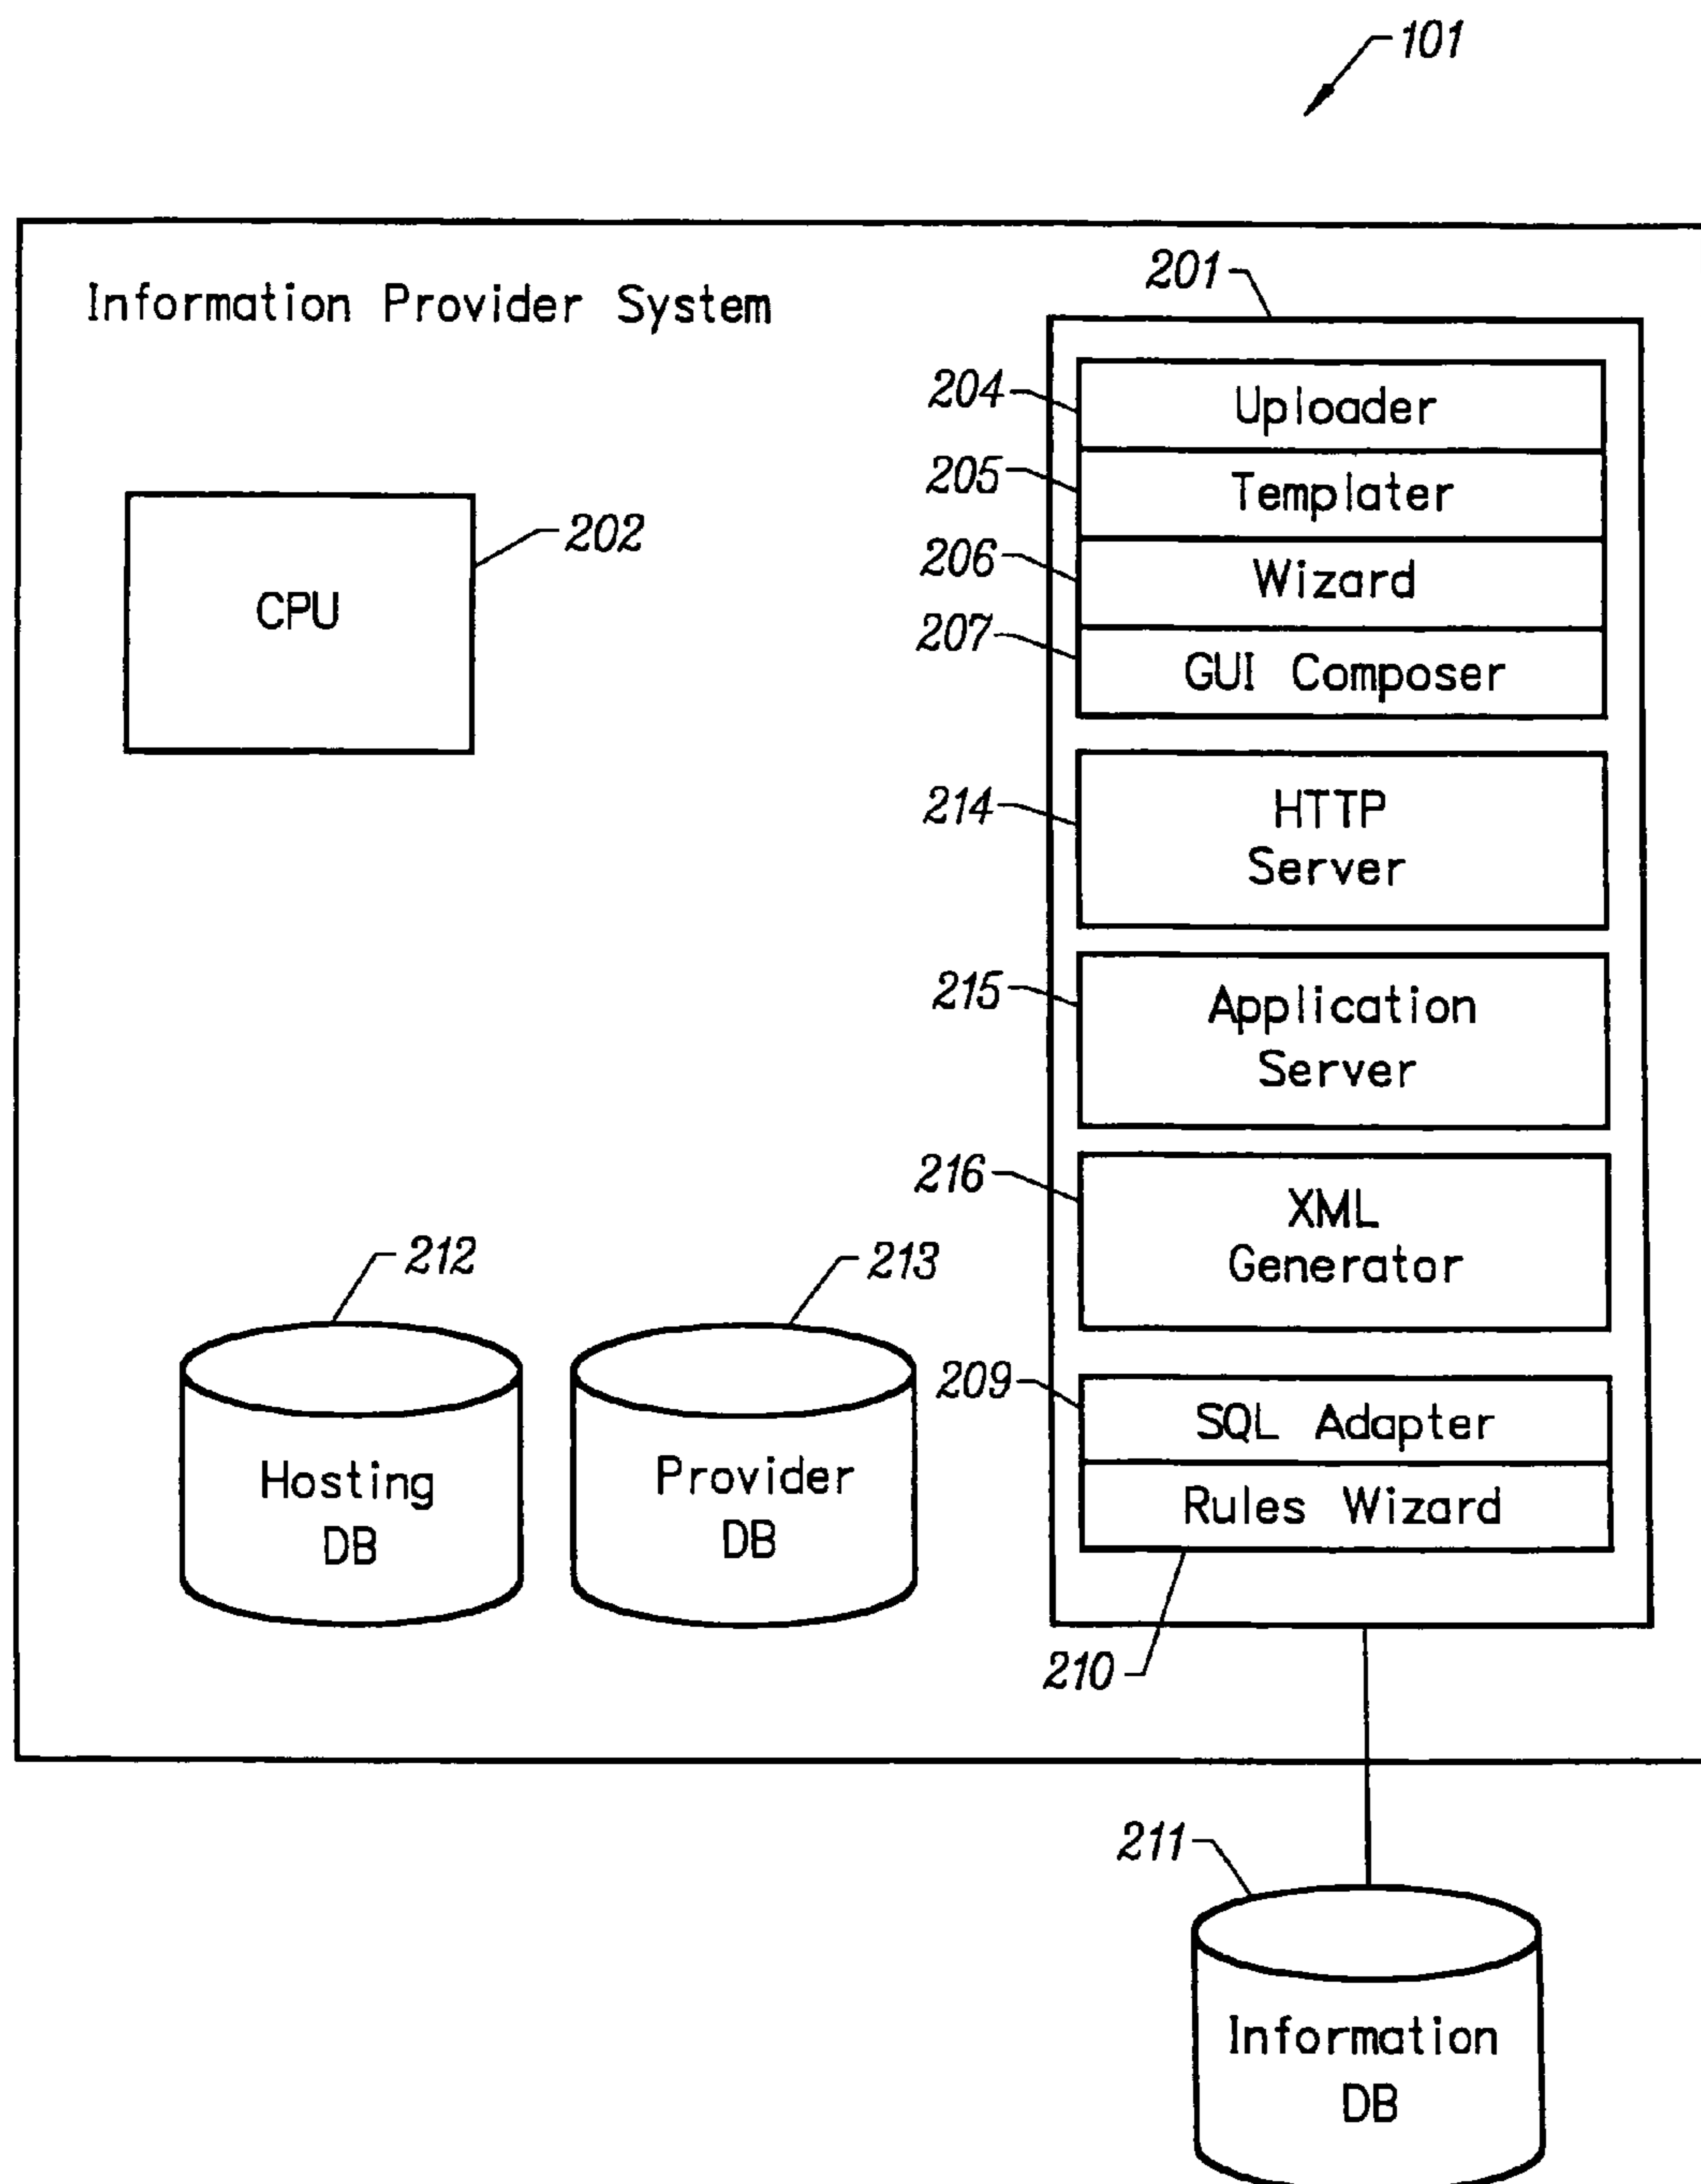 101
Information Provider System
201
204
Uploader
205
Templater
202
206
Wizard
CPU
207
GUI Composer
214
HTTP
Server
215
Application
Server
216
XML
Generator
212
213
209
SQL Adapter
Hosting
DB
Provider
DB
Rules Wizard
210
211
Information
DB